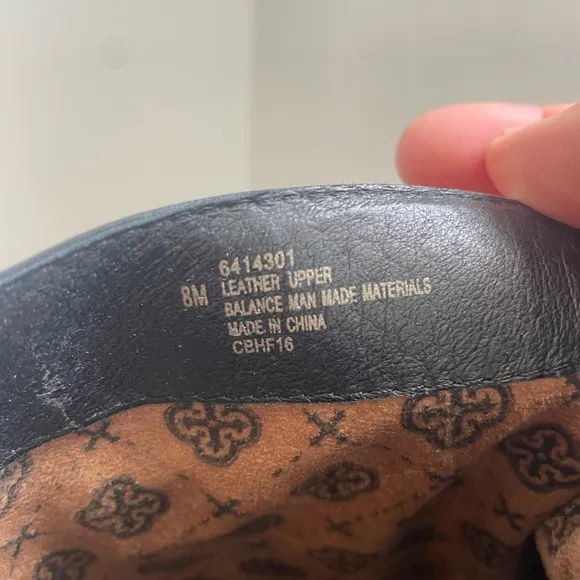 6414301
8M LEATHER UPPER
BALANCE MAN MADE MATERIALS
MADE IN CHINA
CBHF16